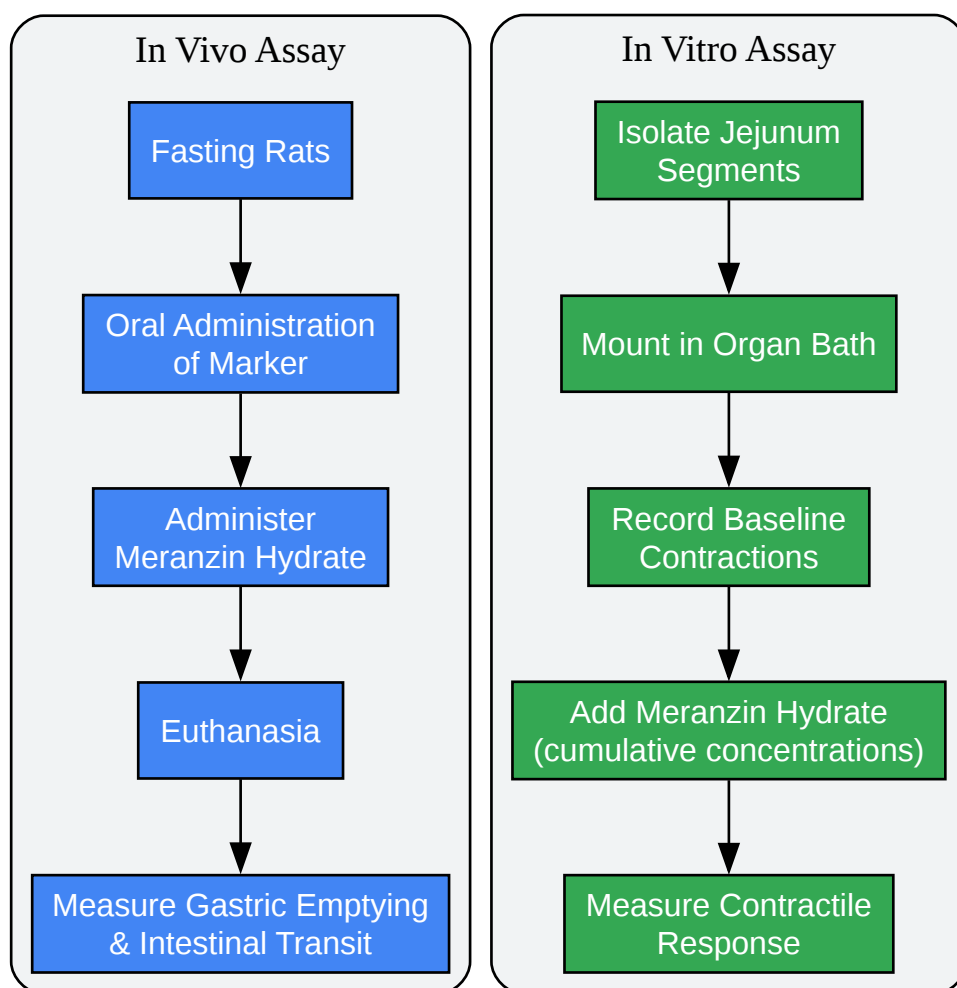 In Vivo Assay
Fasting Rats
Oral Administration
of Marker
Administer
Meranzin Hydrate
Euthanasia
Measure Gastric Emptying
& Intestinal Transit
In Vitro Assay
Isolate Jejunum
Segments
Mount in Organ Bath
Record Baseline
Contractions
Add Meranzin Hydrate
(cumulative concentrations)
Measure Contractile
Response